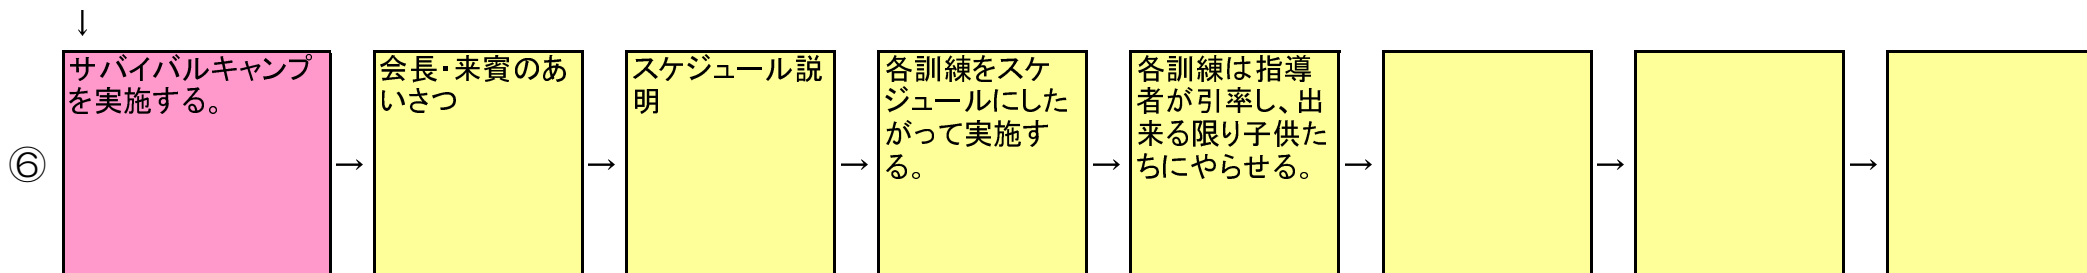 ↓
⑥
サバイバルキャンプ
を実施する。
→
会長・来賓のあ
いさつ
→
スケジュール説
明
→
各訓練をスケ
ジュールにした
がって実施す
る。
→
各訓練は指導
者が引率し、出
来る限り子供た
ちにやらせる。
→
→
→